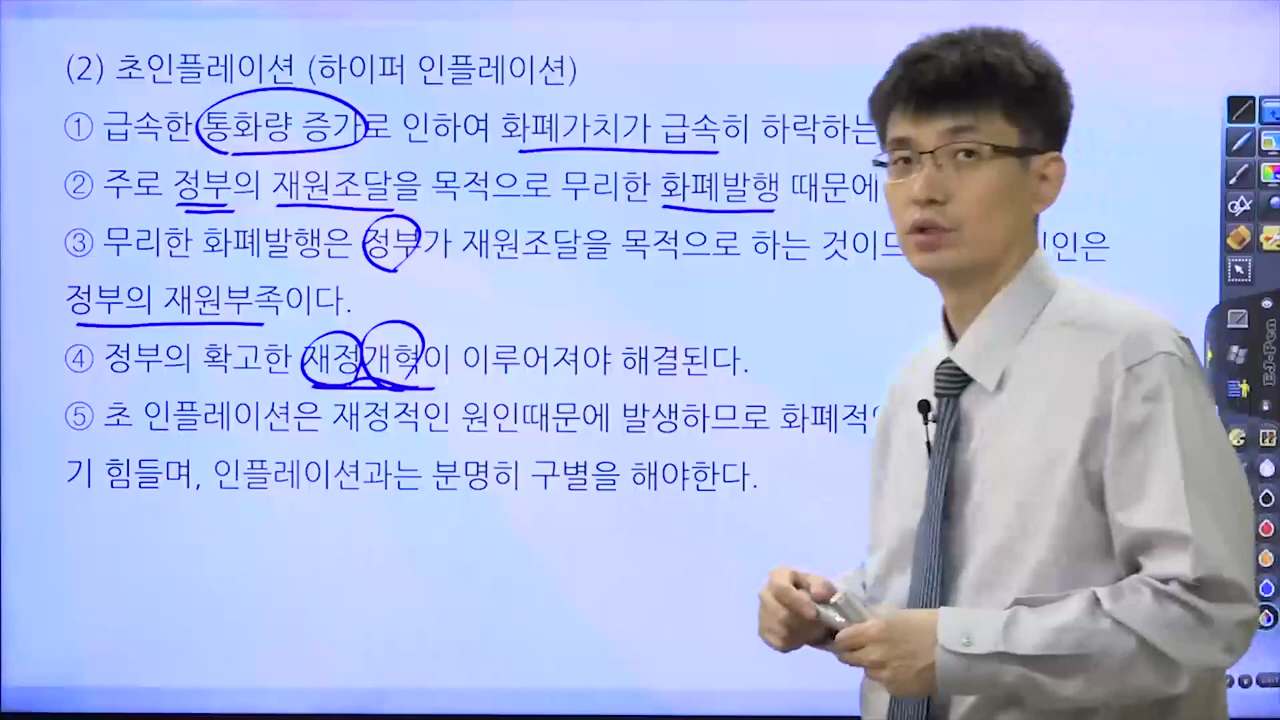 (2) 초인플레이션 (하이퍼 인플레이션)
① 급속한 통화량 증가로 인하여 화폐가치가 급속히 하락하는
② 주로 정부의 재원조달을 목적으로 무리한 화폐발행 때문에
③ 무리한 화폐발행은 정부가 재원조달을 목적으로 하는 것이 인은
정부의 재원부족이다.
④ 정부의 확고한 재정개혁이 이루어져야 해결된다.
⑤ 초 인플레이션은 재정적인 원인때문에 발생하므로 화폐적
기 힘들며, 인플레이션과는 분명히 구별을 해야한다.
EJ-Pen